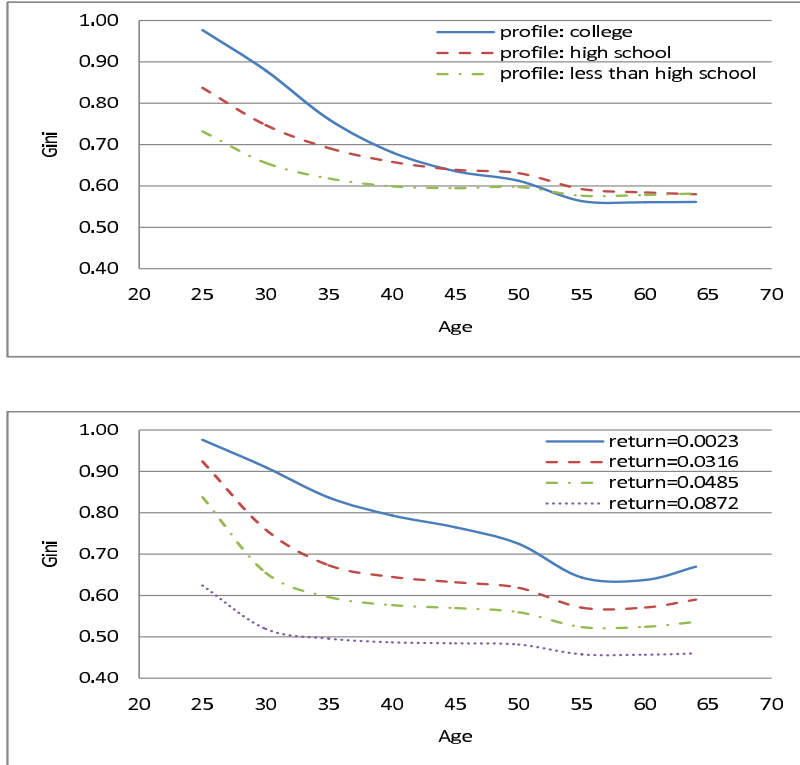 1.00
profile: college
profile: high school
profile: less than high school
0.90
0.80
0.70
0.60
0.50
0.40
Gini
20 25 30 35 40 45 50 55 60 65 70
Age
1.00
return=0.0023
return=0.0316
return=0.0485
return=0.0872
0.90
0.80
0.70
0.60
0.50
0.40
Gini
20 25 30 35 40 45 50 55 60 65 70
Age